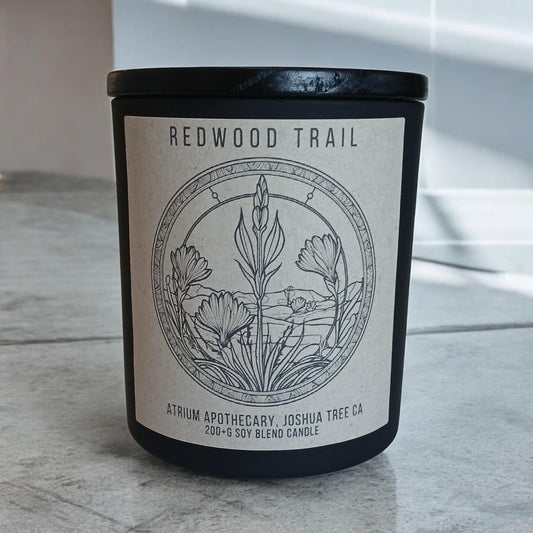 REDWOOD TRAIL
ATRIUM APOTHECARY, JOSHUA TREE CA
200+G SOY BLEND CANDLE